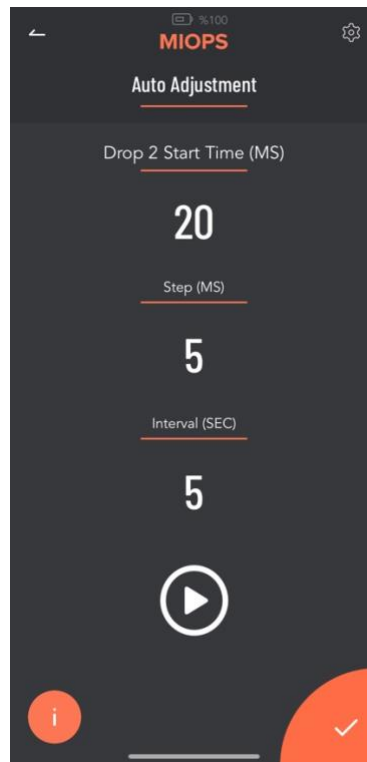 %100
MIOPS
Auto Adjustment
Drop 2 Start Time (MS)
20
Step (MS)
5
Interval (SEC)
5
i